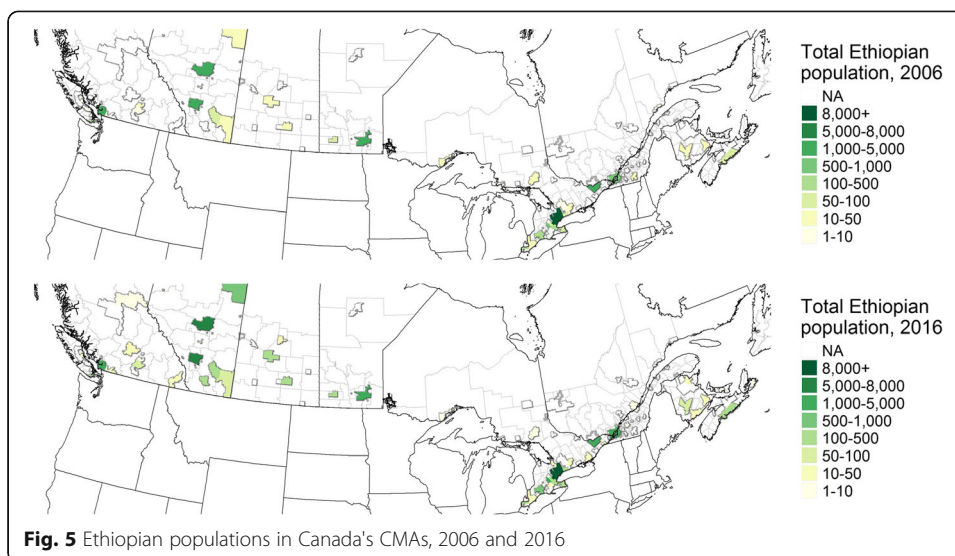 Total Ethiopian
population, 2006
NA
8,000+
5,000-8,000
1,000-5,000
500-1,000
100-500
50-100
10-50
1-10
Total Ethiopian
population, 2016
NA
8,000+
5,000-8,000
1,000-5,000
500-1,000
100-500
50-100
10-50
1-10
Fig. 5 Ethiopian populations in Canada's CMAs, 2006 and 2016